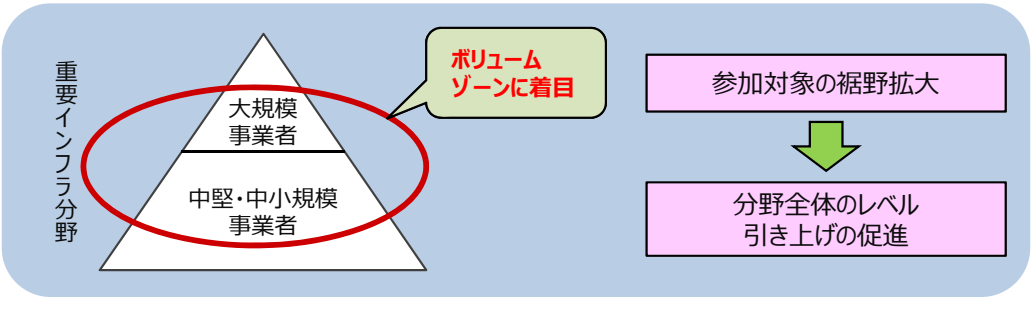 重要インフラ分野
大規模
事業者
中堅・中小規模
事業者
ボリューム
ゾーンに着目
参加対象の裾野拡大
分野全体のレベル
引き上げの促進